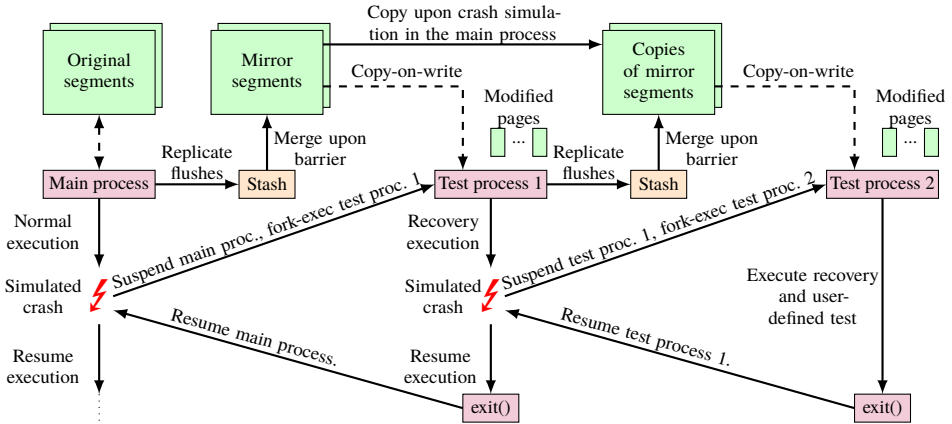 Copy upon crash simula-
tion in the main process
Original
segments
Mirror
segments
Copies
of mirror
segments
Copy-on-write
Copy-on-write
Modified
pages
...
Modified
pages
...
Replicate
flushes
Merge upon
barrier
Replicate
flushes
Merge upon
barrier
Main process
Stash
Test process 1
Stash
Test process 2
Normal
execution
Suspend main proc., fork-exec test proc. 1
Recovery
execution
Suspend test proc. 1, fork-exec test proc. 2
Simulated
crash
Simulated
crash
Execute recovery
and user-
defined test
Resume main process.
Resume test process 1.
Resume
execution
Resume
execution
exit()
exit()